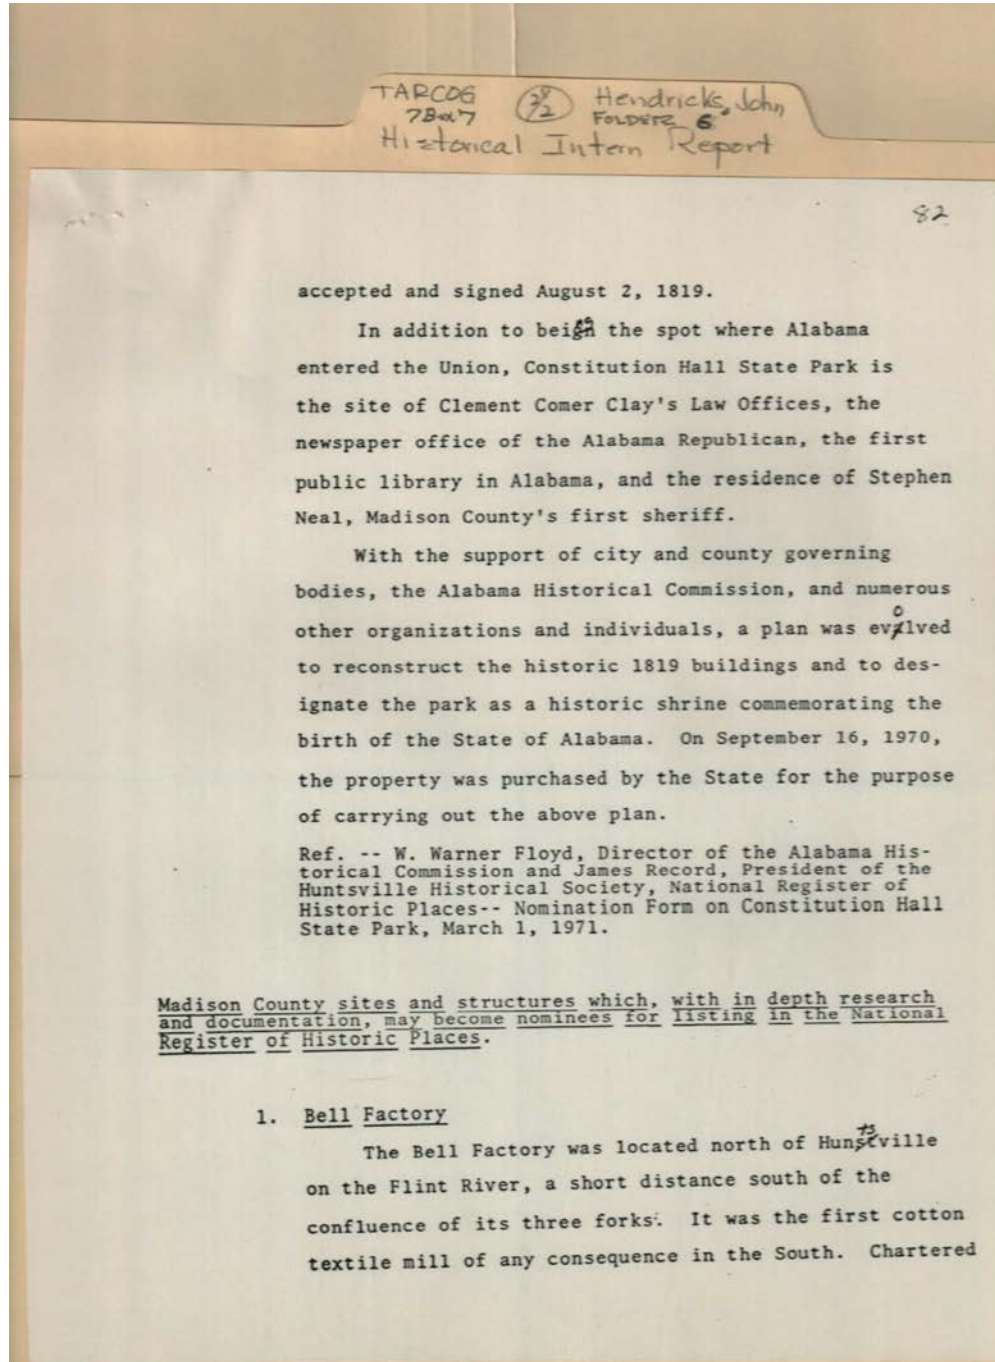 TARCOG Hendricks, John
FOLDER 6
Historical Intern Report
82
accepted and signed August 2, 1819.
In addition to being the spot where Alabama
entered the Union, Constitution Hall State Park is
the site of Clement Comer Clay's Law Offices, the
newspaper office of the Alabama Republican, the first
public library in Alabama, and the residence of Stephen
Neal, Madison County's first sheriff.
With the support of city and county governing
bodies, the Alabama Historical Commission, and numerous
other organizations and individuals, a plan was evolved
to reconstruct the historic 1819 buildings and to des-
ignate the park as a historic shrine commemorating the
birth of the State of Alabama. On September 16, 1970,
the property was purchased by the State for the purpose
of carrying out the above plan.
Ref. -- W. Warner Floyd, Director of the Alabama His-
torical Commission and James Record, President of the
Huntsville Historical Society, National Register of
Historic Places-- Nomination Form on Constitution Hall
State Park, March 1, 1971.
Madison County sites and structures which, with in depth research
and documentation, may become nominees for listing in the National
Register of Historic Places.
1. Bell Factory
The Bell Factory was located north of Huntsville
on the Flint River, a short distance south of the
confluence of its three forks. It was the first cotton
textile mill of any consequence in the South. Chartered